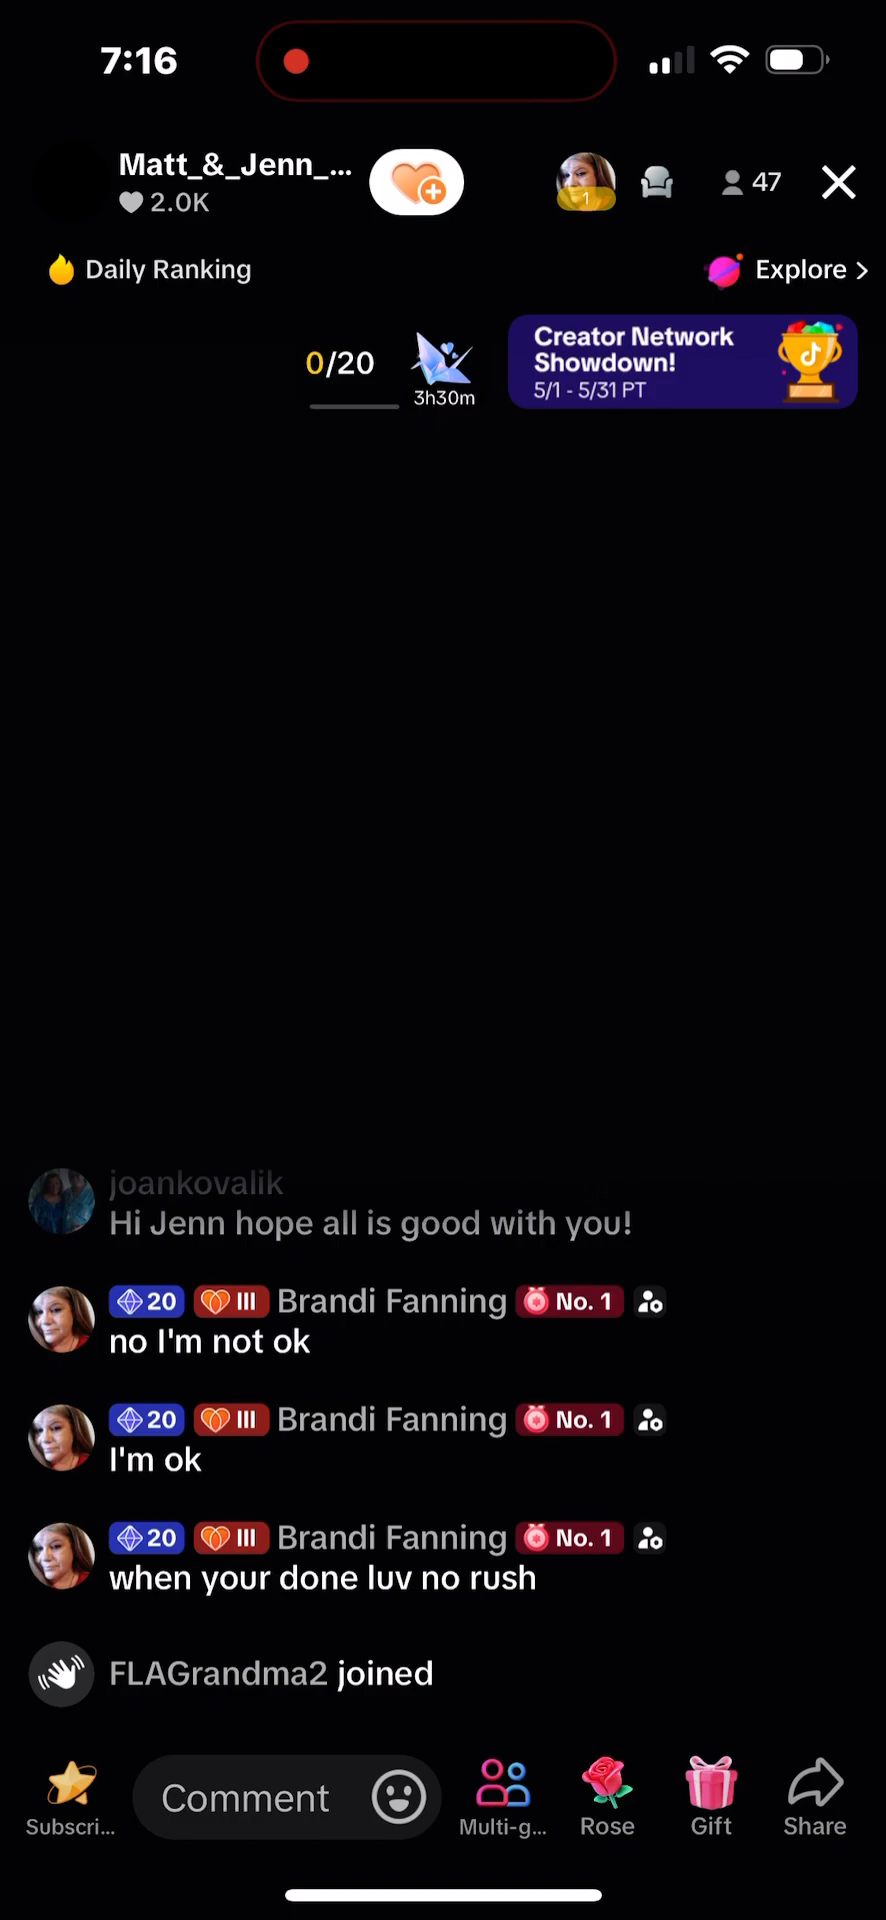 7:16
Matt_&_Jenn_...
2.0K
1
47
Daily Ranking
Explore >
0/20
3h30m
Creator Network
Showdown!
5/1 - 5/31 PT
joankovalik
Hi Jenn hope all is good with you!
20 III Brandi Fanning No. 1
no I'm not ok
20 III Brandi Fanning No. 1
I'm ok
20 III Brandi Fanning No. 1
when your done luv no rush
FLAGrandma2 joined
Comment
Subscri... Multi-g... Rose Gift Share